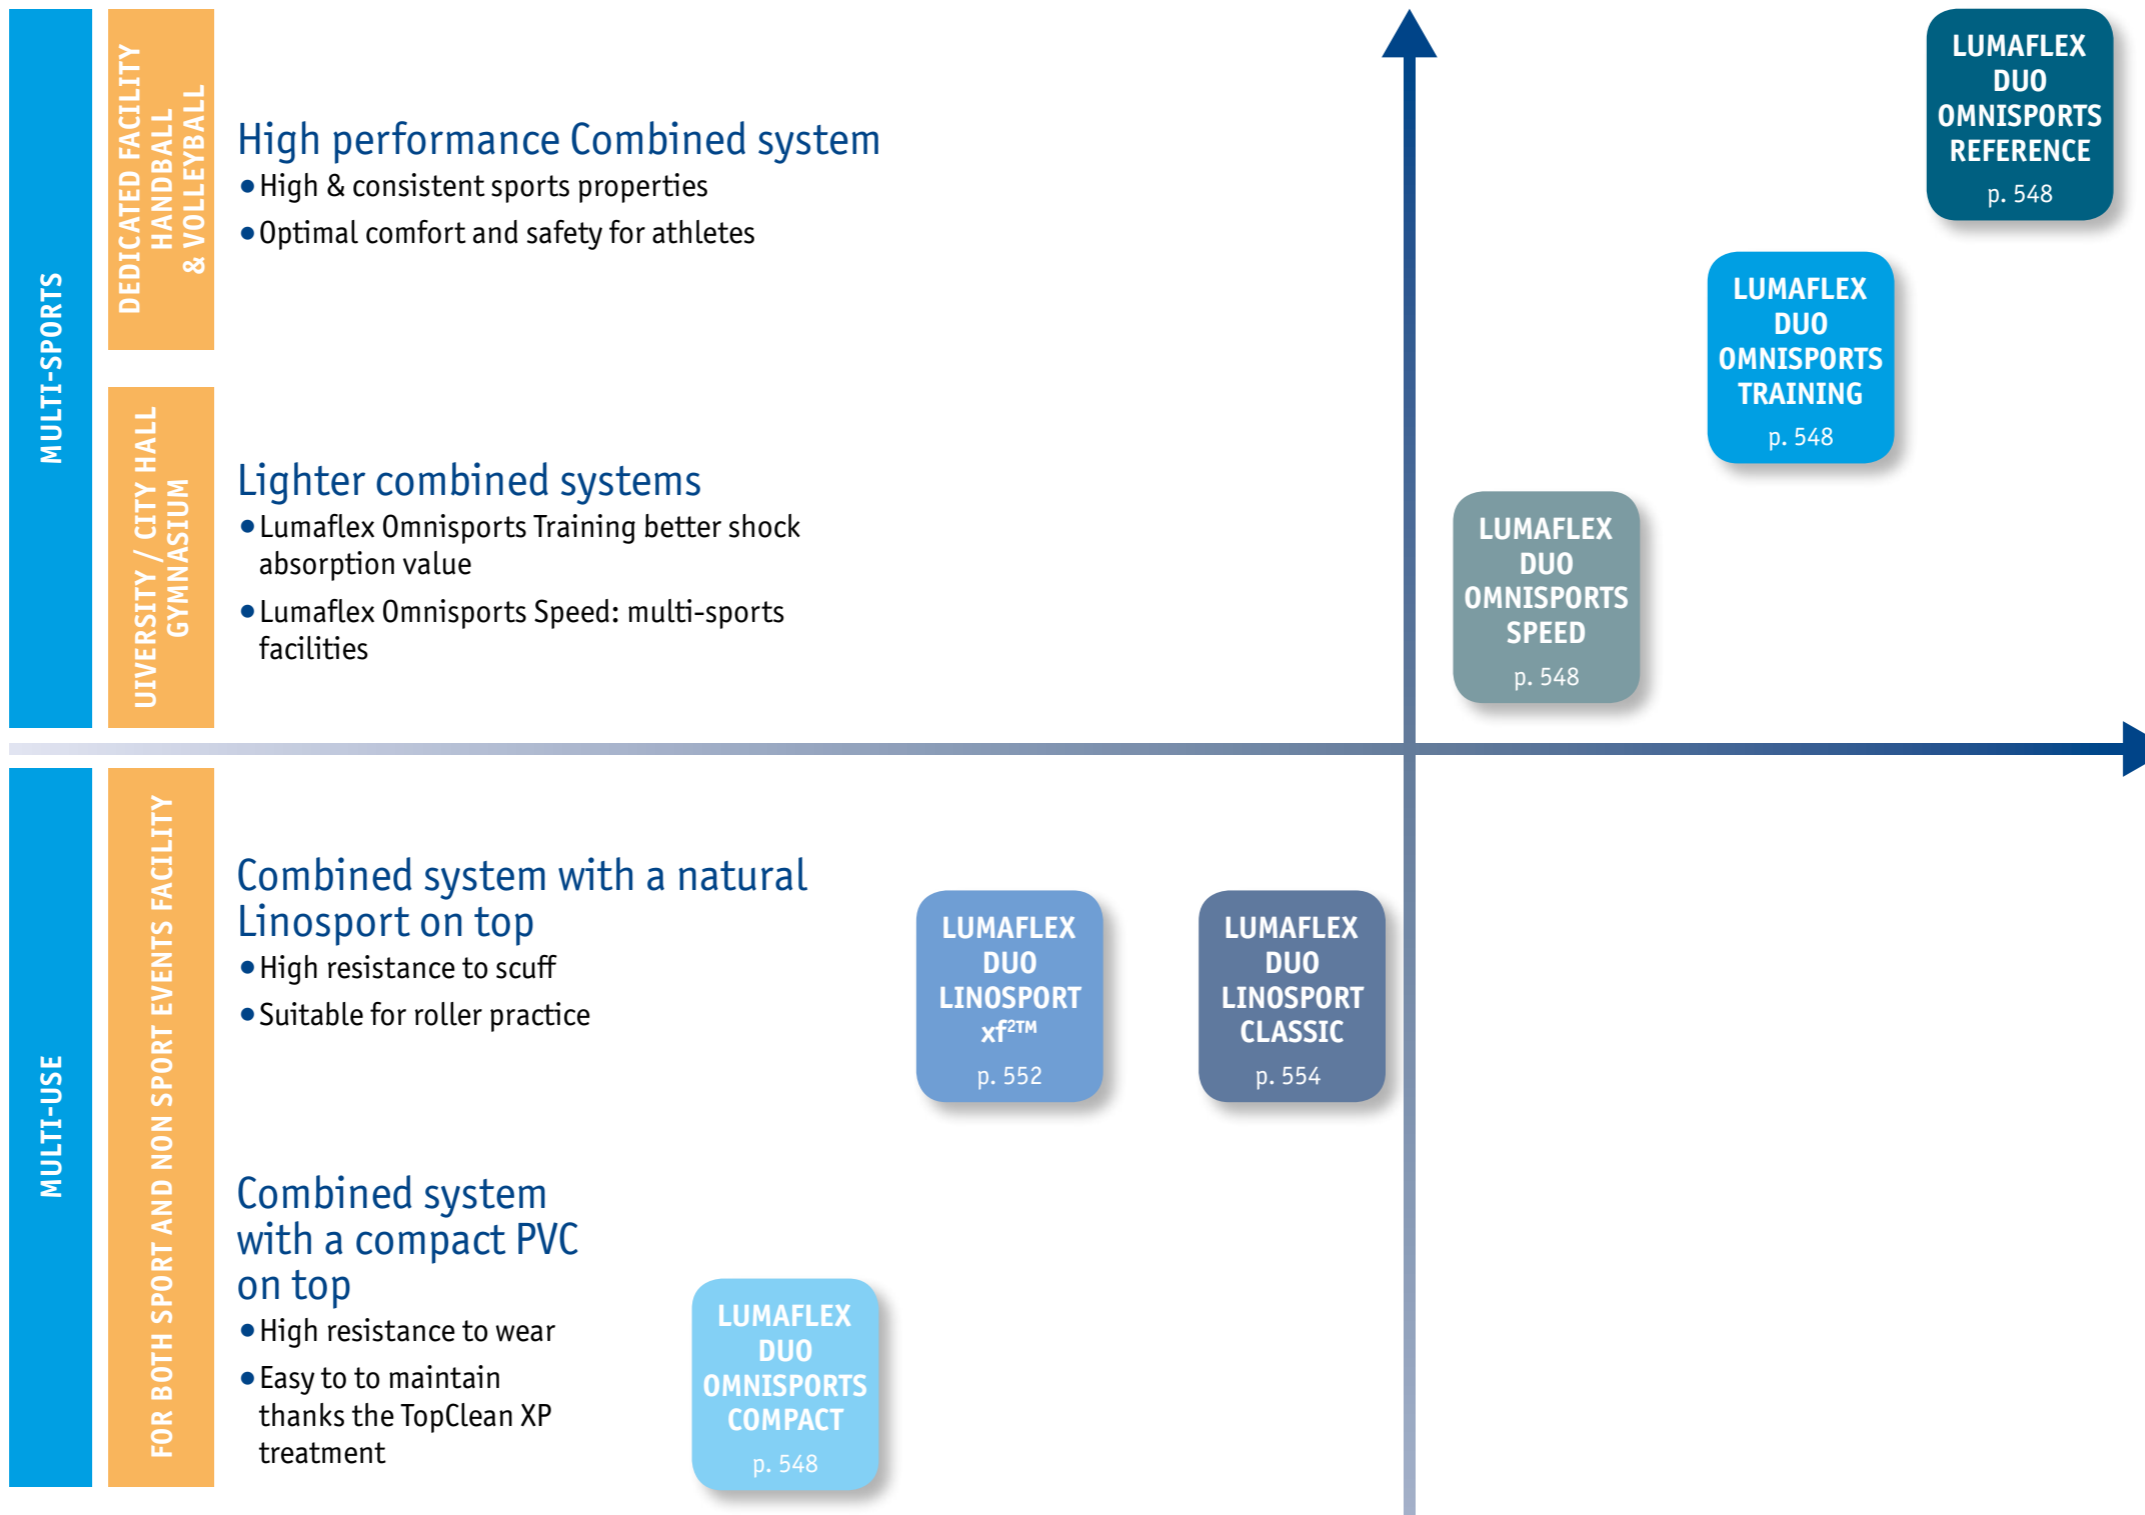 MULTI-SPORTS
DEDICATED FACILITY
HANDBALL
& VOLLEYBALL
High performance Combined system
•High & consistent sports properties
•Optimal comfort and safety for athletes
LUMAFLEX
DUO
OMNISPORTS
REFERENCE
p. 548
LUMAFLEX
DUO
OMNISPORTS
TRAINING
p. 548
UIVERSITY / CITY HALL
GYMNASIUM
Lighter combined systems
•Lumaflex Omnisports Training better shock
absorption value
•Lumaflex Omnisports Speed: multi-sports
facilities
LUMAFLEX
DUO
OMNISPORTS
SPEED
p. 548
MULTI-USE
FOR BOTH SPORT AND NON SPORT EVENTS FACILITY
Combined system with a natural
Linosport on top
•High resistance to scuff
•Suitable for roller practice
LUMAFLEX
DUO
LINOSPORT
xf²™
p. 552
LUMAFLEX
DUO
LINOSPORT
CLASSIC
p. 554
Combined system
with a compact PVC
on top
•High resistance to wear
•Easy to to maintain
thanks the TopClean XP
treatment
LUMAFLEX
DUO
OMNISPORTS
COMPACT
p. 548